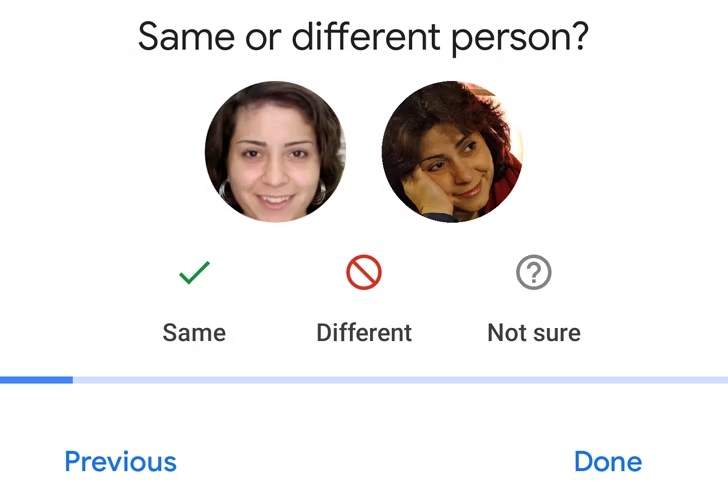 Same or different person?
Same
Different
Not sure
Previous
Done